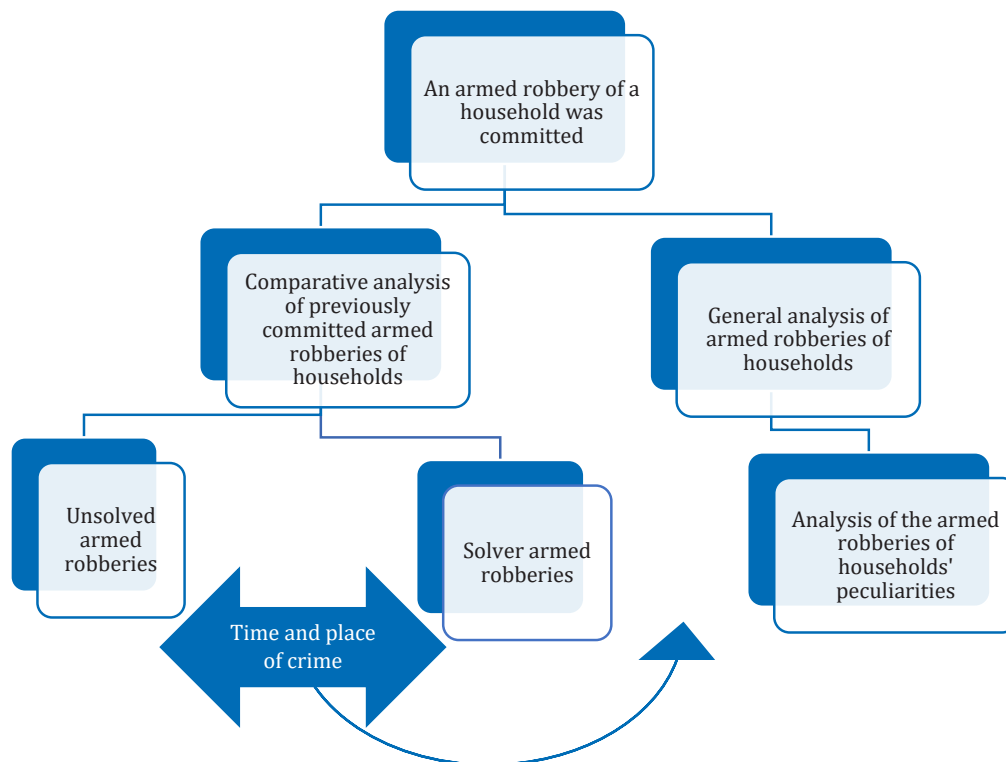 An armed robbery of a
household was
committed
Comparative analysis
of previously
committed armed
robberies of
households
General analysis of
armed robberies of
households
Unsolved
armed
robberies
Solver armed
robberies
Analysis of the armed
robberies of
households'
peculiarities
Time and place
of crime